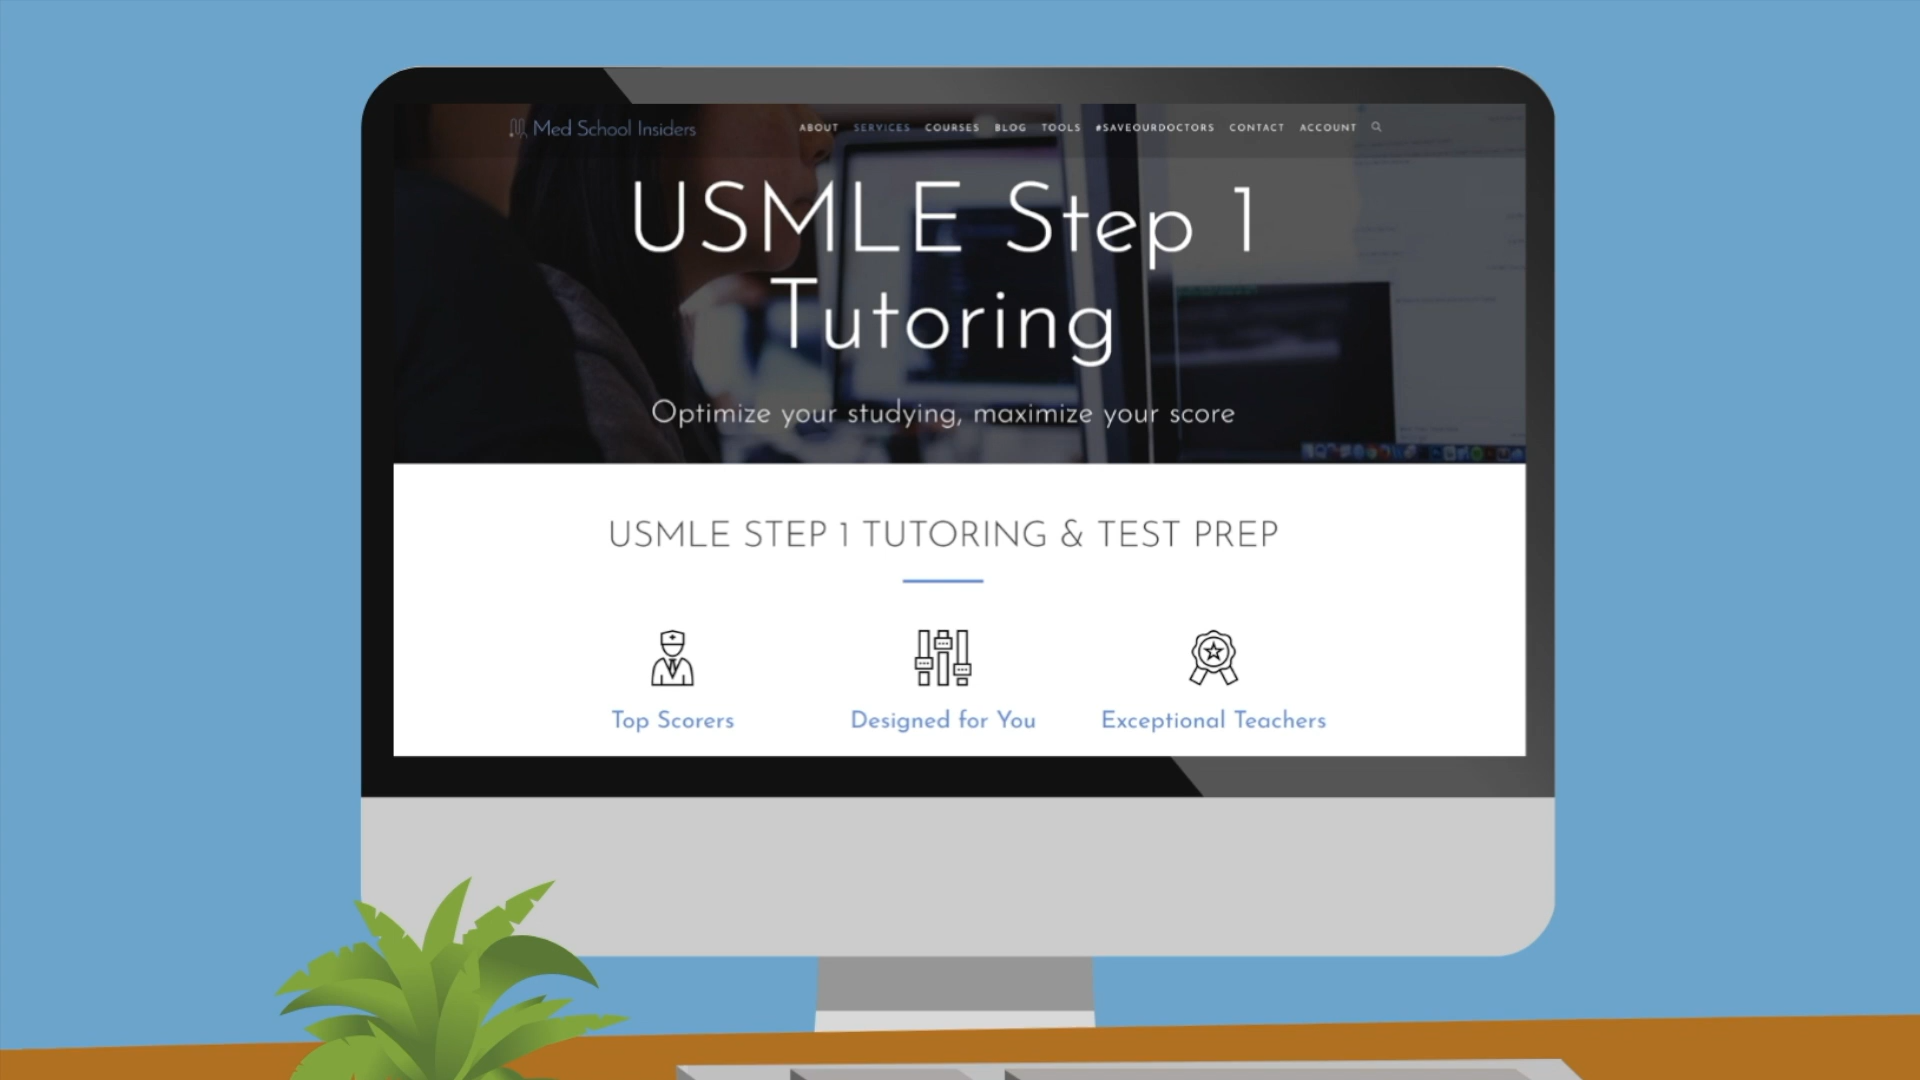 Med School Insiders
ABOUT SERVICES COURSES BLOG TOOLS #SAVEOURDOCTORS CONTACT ACCOUNT
USMLE Step 1
Tutoring
Optimize your studying, maximize your score
USMLE STEP 1 TUTORING & TEST PREP
Top Scorers
Designed for You
Exceptional Teachers